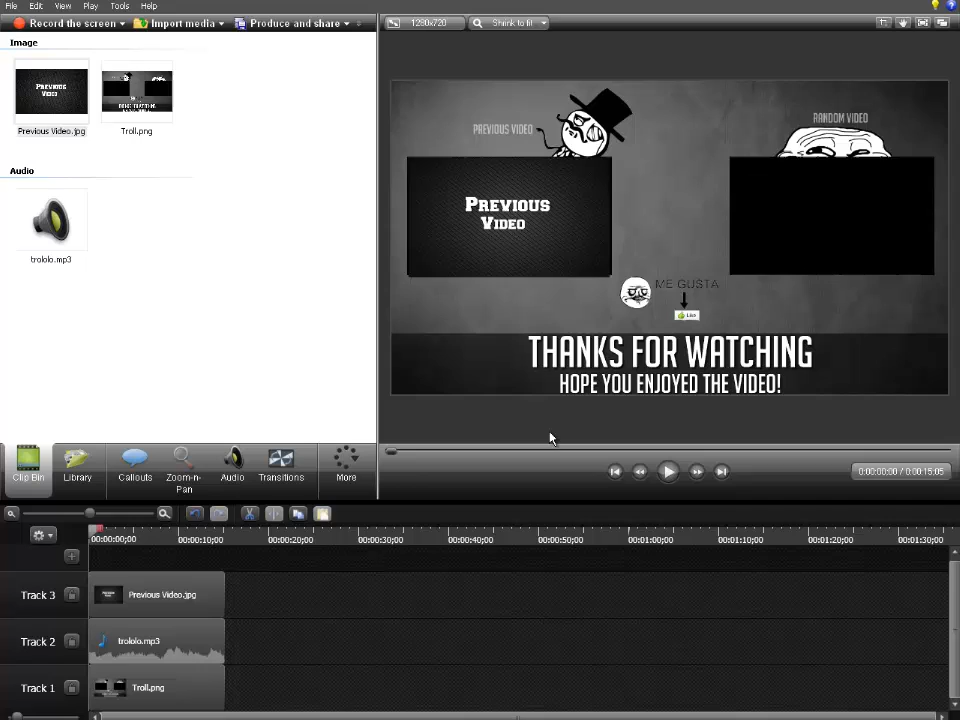 File Edit View Play Tools Help
Record the screen Import media Produce and share
1280x720 Shrink to fit
Image
Previous Video
Previous Video.jpg
Troll.png
Audio
trololo.mp3
PREVIOUS VIDEO
RANDOM VIDEO
Previous
Video
ME GUSTA
Like
THANKS FOR WATCHING
HOPE YOU ENJOYED THE VIDEO!
Clip Bin Library Callouts Zoom-n-Pan Audio Transitions More
0:00:00;00 / 0:00:15;05
00:00:00;00 00:00:10;00 00:00:20;00 00:00:30;00 00:00:40;00 00:00:50;00 00:01:00;00 00:01:10;00 00:01:20;00 00:01:30;00
Track 3 Previous Video.jpg
Track 2 trololo.mp3
Track 1 Troll.png